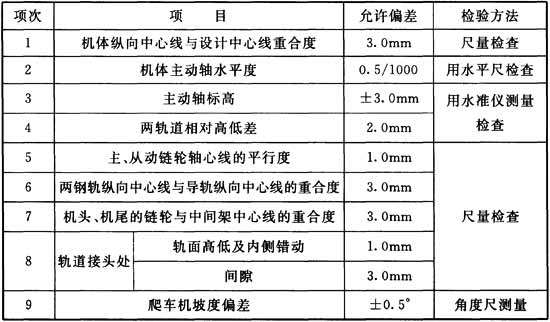 项次 项 目 允许偏差 检验方法
1 机体纵向中心线与设计中心线重合度 3.0mm 尺量检查
2 机体主动轴水平度 0.5/1000 用水平尺检查
3 主动轴标高 ±3.0mm 用水准仪测量检查
4 两轨道相对高低差 2.0mm
5 主、从动链轮轴心线的平行度 1.0mm 尺量检查
6 两钢轨纵向中心线与导轨纵向中心线的重合度 3.0mm
7 机头、机尾的链轮与中间架中心线的重合度 3.0mm
8 轨道接头处 轨面高低及内侧错动 1.0mm
间隙 3.0mm
9 爬车机坡度偏差 ±0.5° 角度尺测量